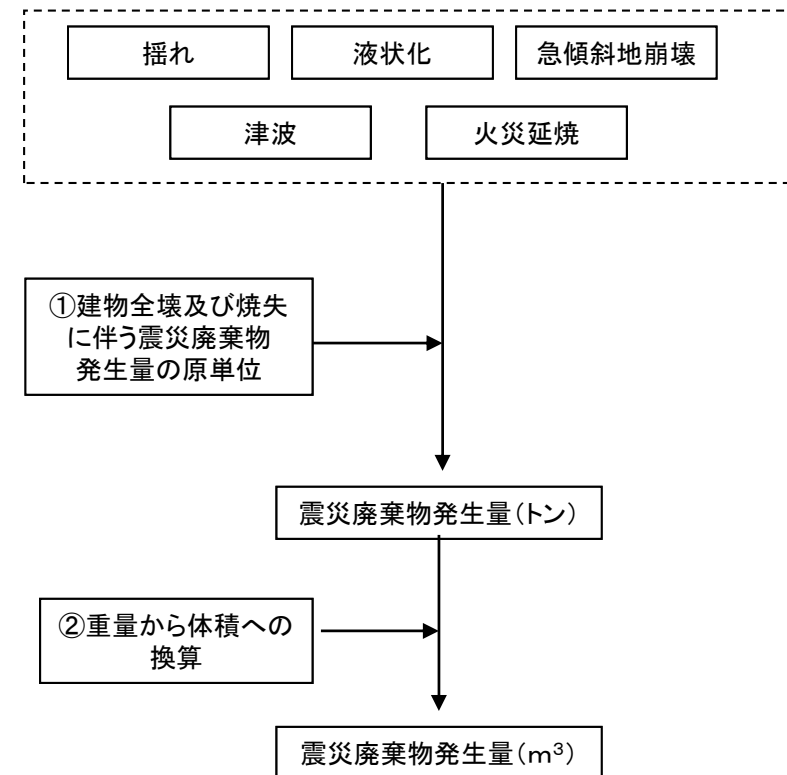 揺れ
液状化
急傾斜地崩壊
津波
火災延焼
①建物全壊及び焼失
に伴う震災廃棄物
発生量の原単位
震災廃棄物発生量(トン)
②重量から体積への
換算
震災廃棄物発生量(m³)